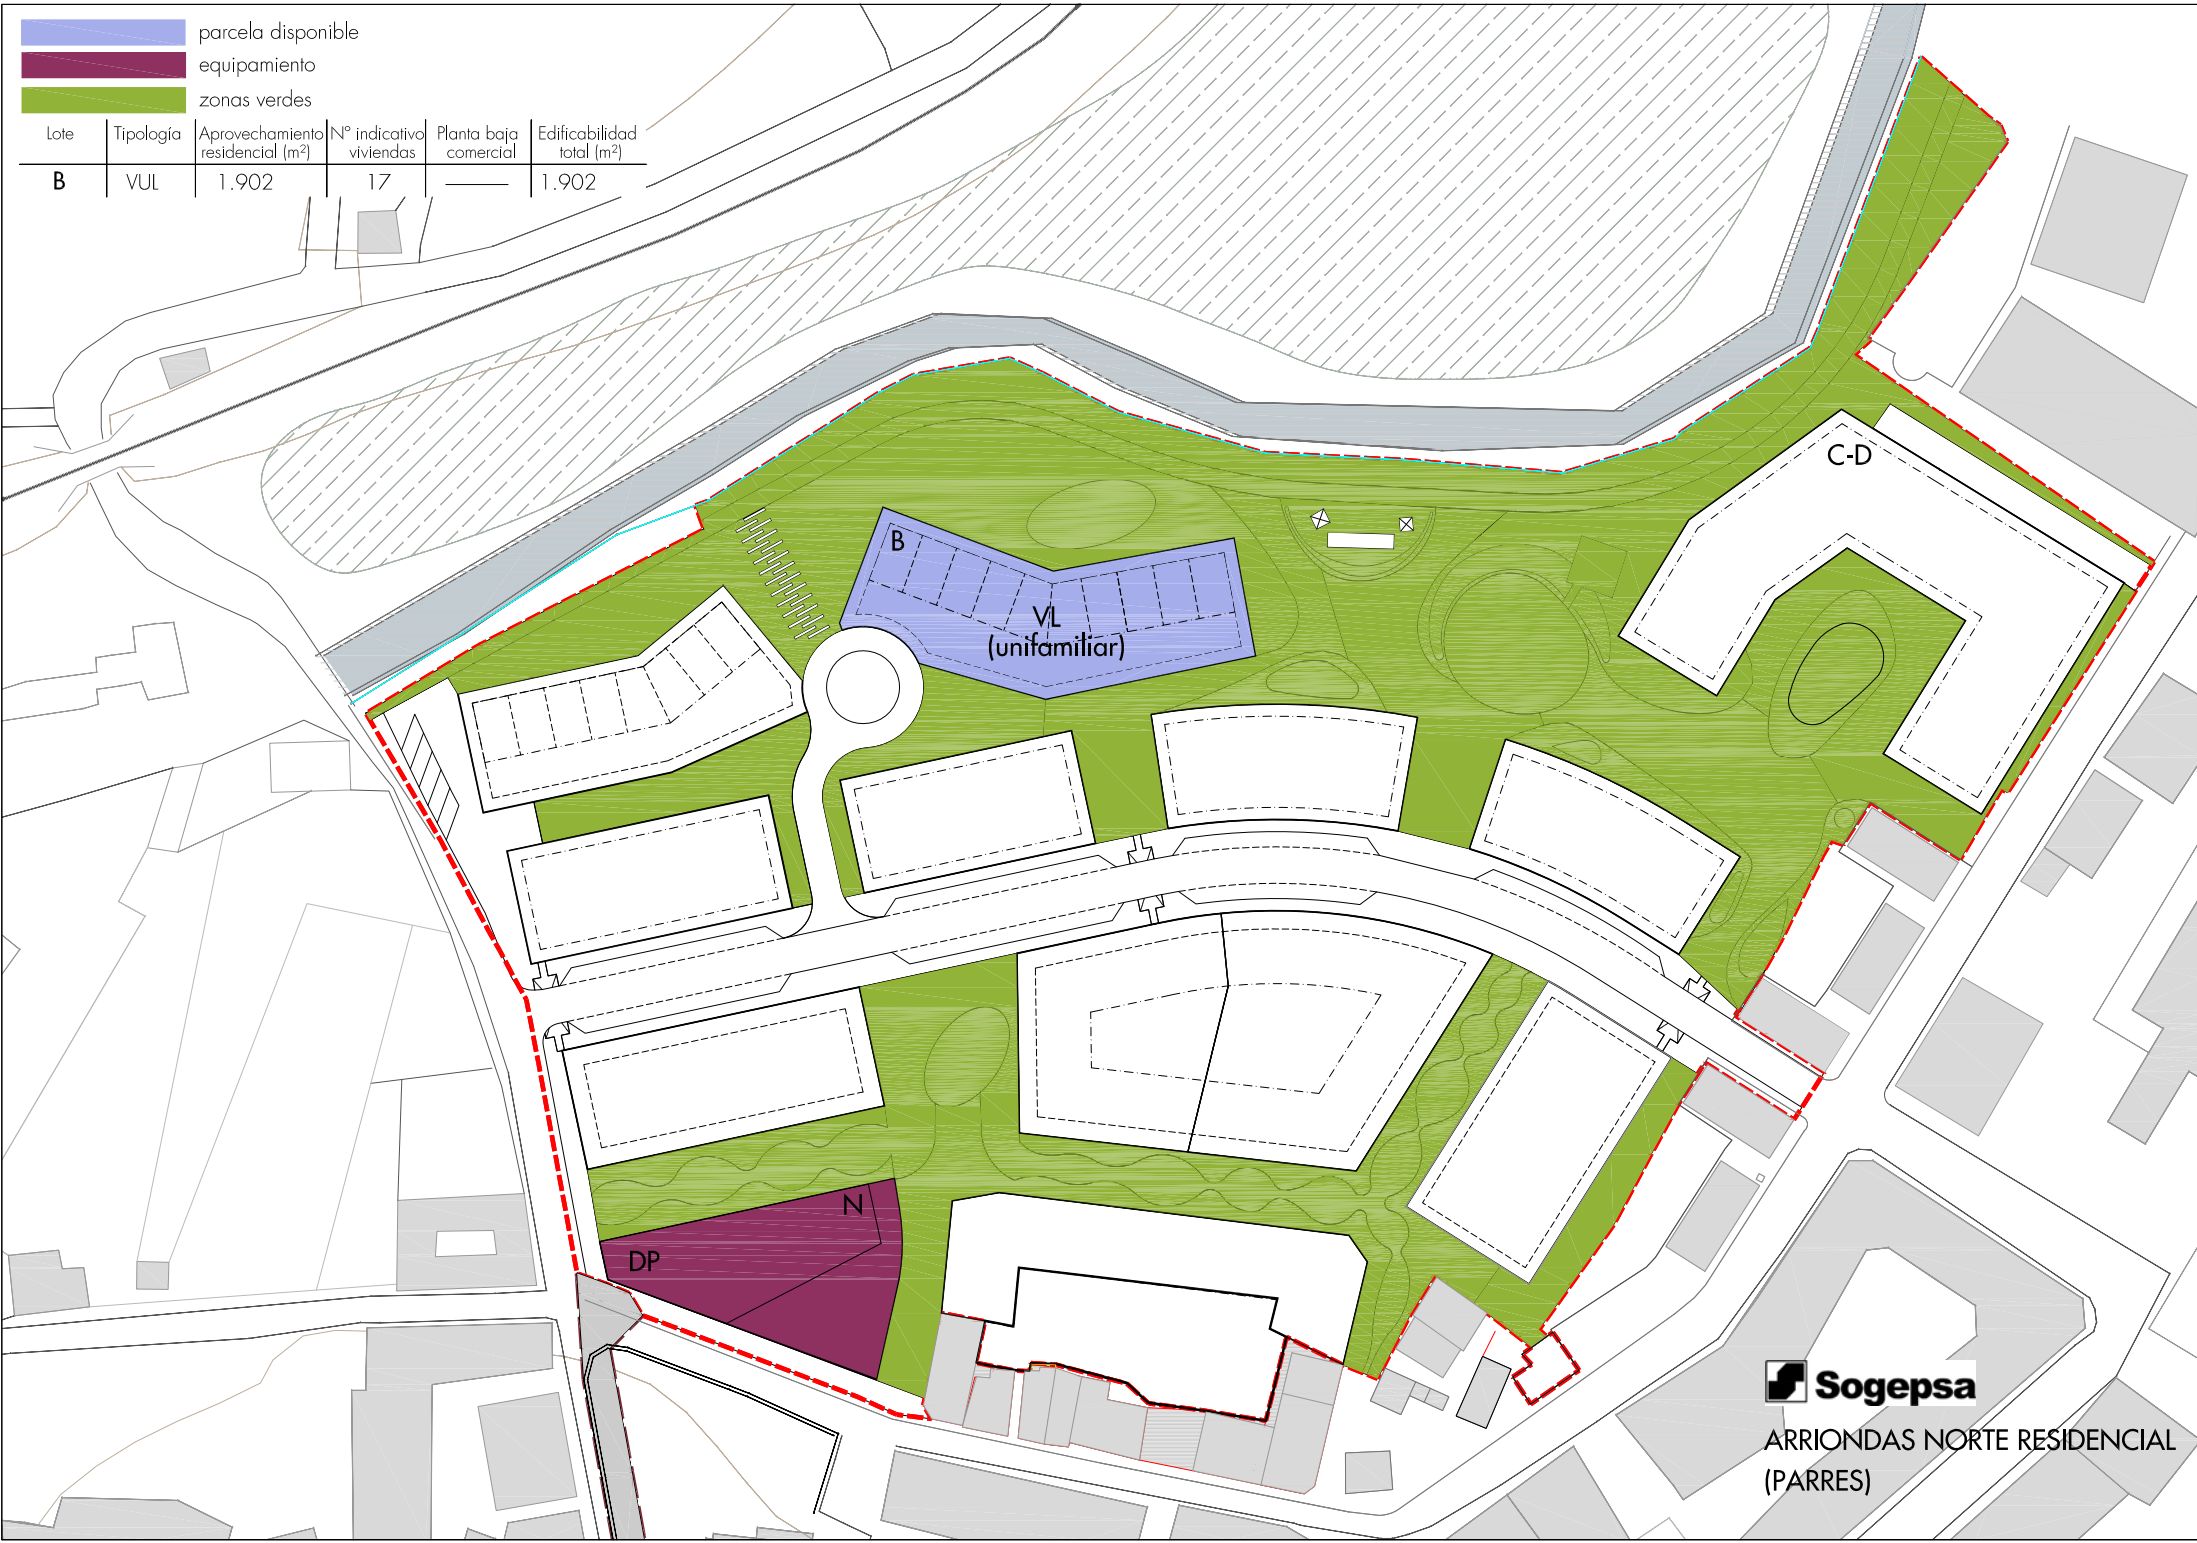 parcela disponible
equipamiento
zonas verdes
Lote Tipología Aprovechamiento residencial (m²) Nº indicativo viviendas Planta baja comercial Edificabilidad total (m²)
B VUL 1.902 17 1.902
C-D
B
VL
(unifamiliar)
N
DP
Sogepsa
ARRIONDAS NORTE RESIDENCIAL
(PARRES)